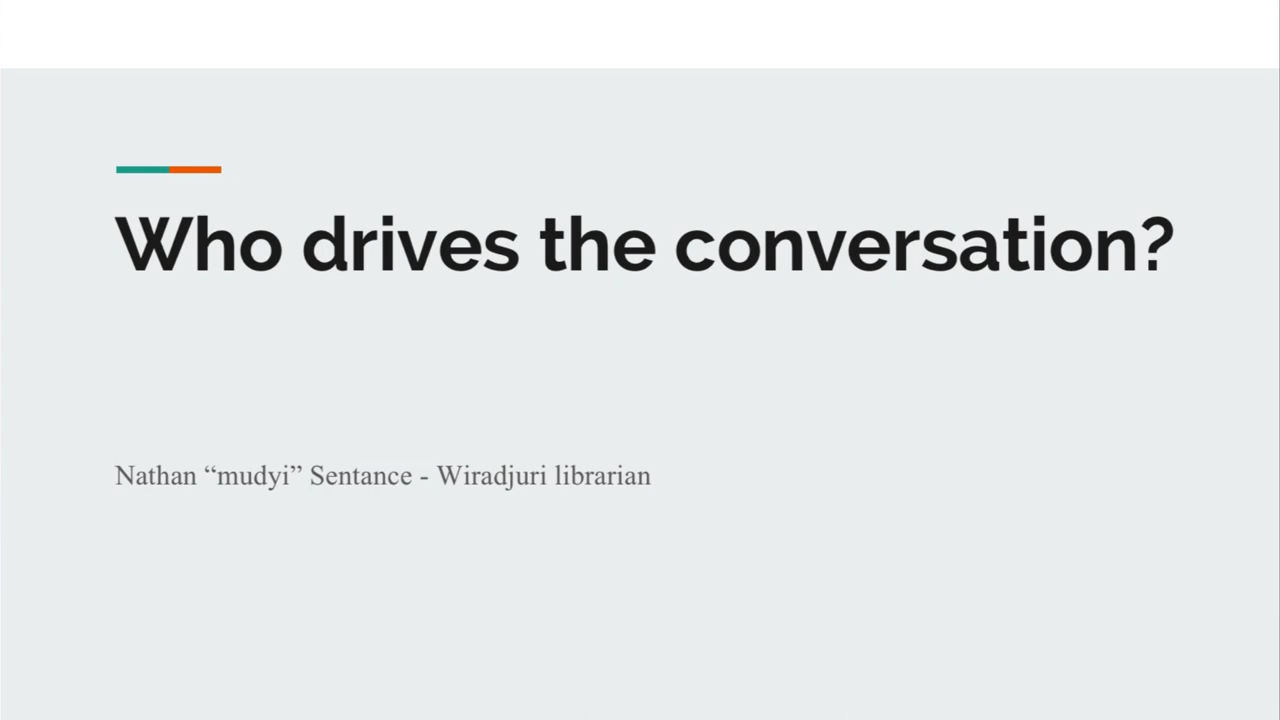 Who drives the conversation?
Nathan “mudyi” Sentance - Wiradjuri librarian